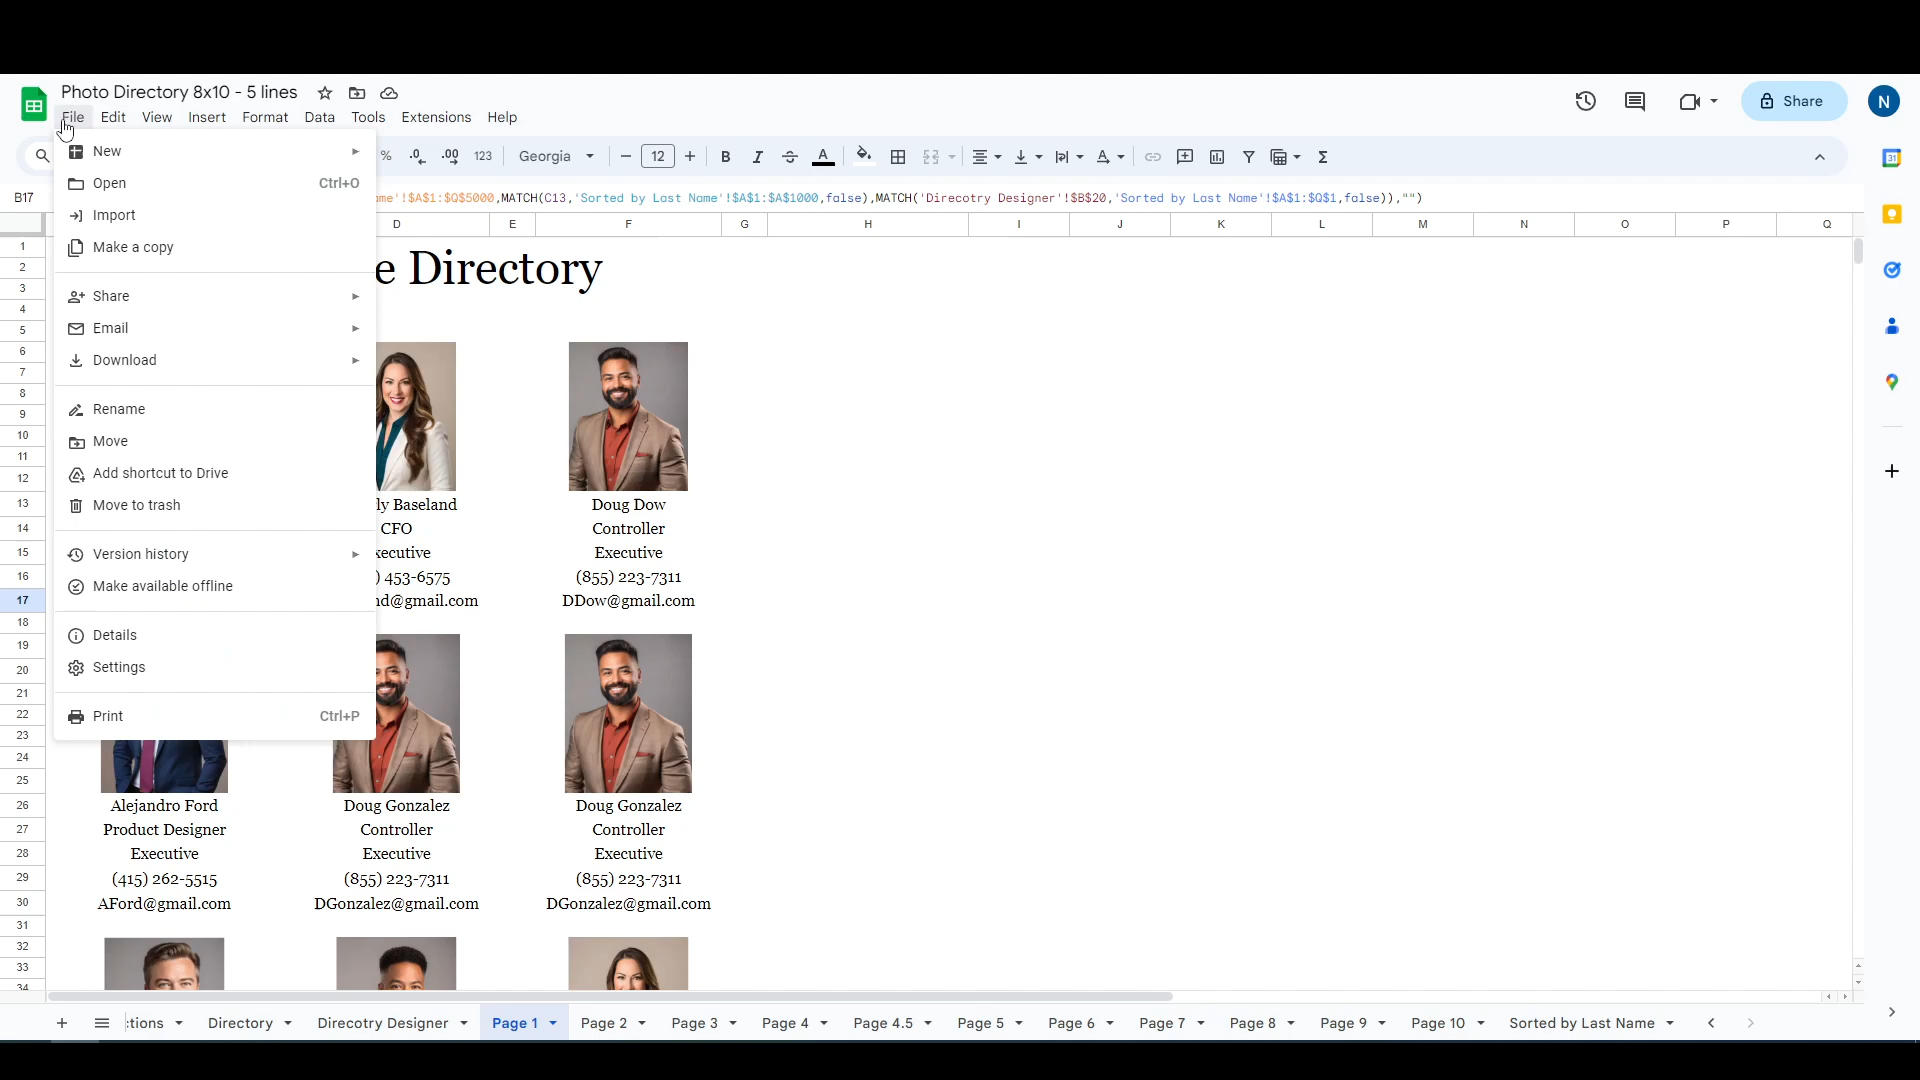 Photo Directory 8x10 - 5 lines
File Edit View Insert Format Data Tools Extensions Help
Share
N
% .0 .00 123 Georgia 12 B I A
B17
me'!$A$1:$Q$5000,MATCH(C13,'Sorted by Last Name'!$A$1:$A$1000,false),MATCH('Direcotry Designer'!$B$20,'Sorted by Last Name'!$A$1:$Q$1,false)),"")
D E F G H I J K L M N O P Q
New
Open Ctrl+O
Import
Make a copy
Share
Email
Download
Rename
Move
Add shortcut to Drive
Move to trash
Version history
Make available offline
Details
Settings
Print Ctrl+P
1
2
3
4
5
6
7
8
9
10
11
12
13
14
15
16
17
18
19
20
21
22
23
24
25
26
27
28
29
30
31
32
33
34
e Directory
ly Baseland
CFO
xecutive
) 453-6575
nd@gmail.com
Doug Dow
Controller
Executive
(855) 223-7311
DDow@gmail.com
Alejandro Ford
Product Designer
Executive
(415) 262-5515
AFord@gmail.com
Doug Gonzalez
Controller
Executive
(855) 223-7311
DGonzalez@gmail.com
Doug Gonzalez
Controller
Executive
(855) 223-7311
DGonzalez@gmail.com
31
:tions Directory Direcotry Designer Page 1 Page 2 Page 3 Page 4 Page 4.5 Page 5 Page 6 Page 7 Page 8 Page 9 Page 10 Sorted by Last Name